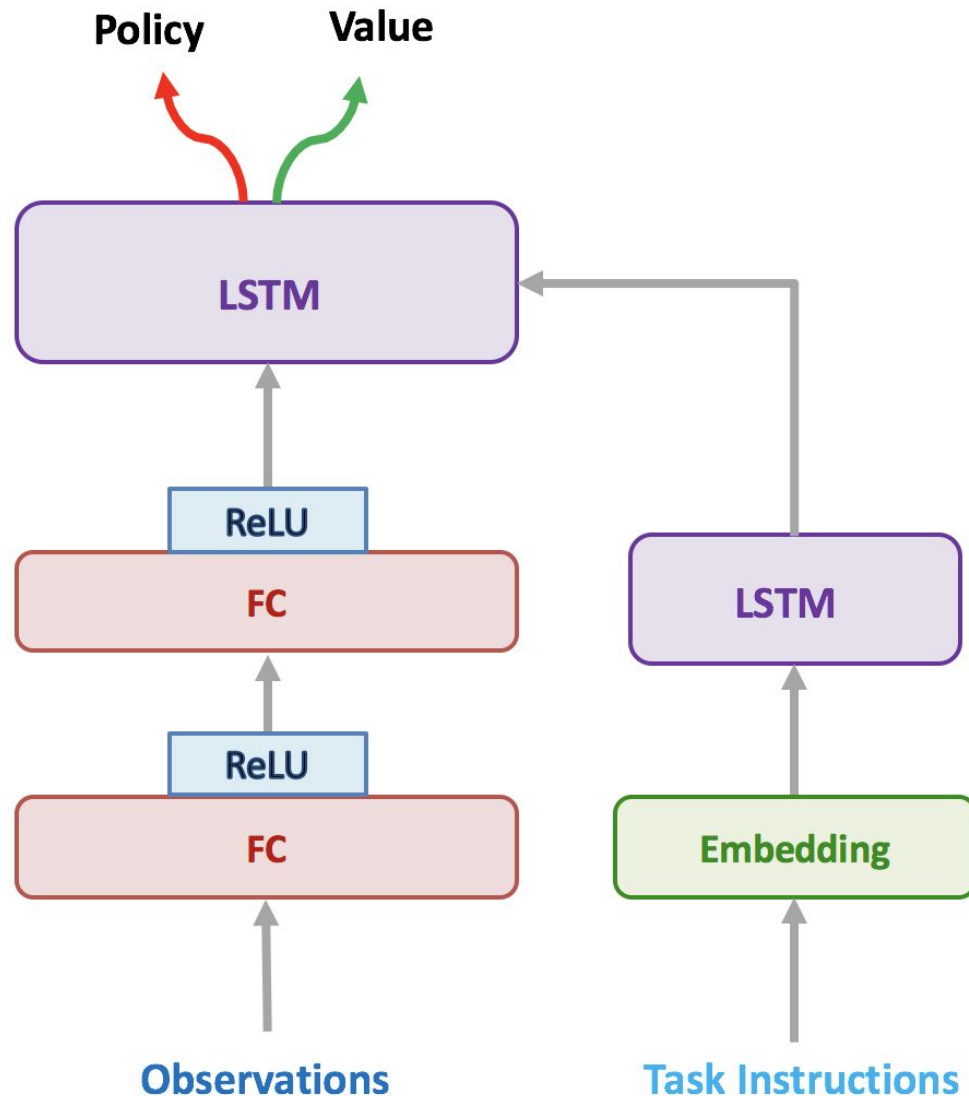 Policy
Value
LSTM
ReLU
FC
LSTM
ReLU
FC
Embedding
Observations
Task Instructions